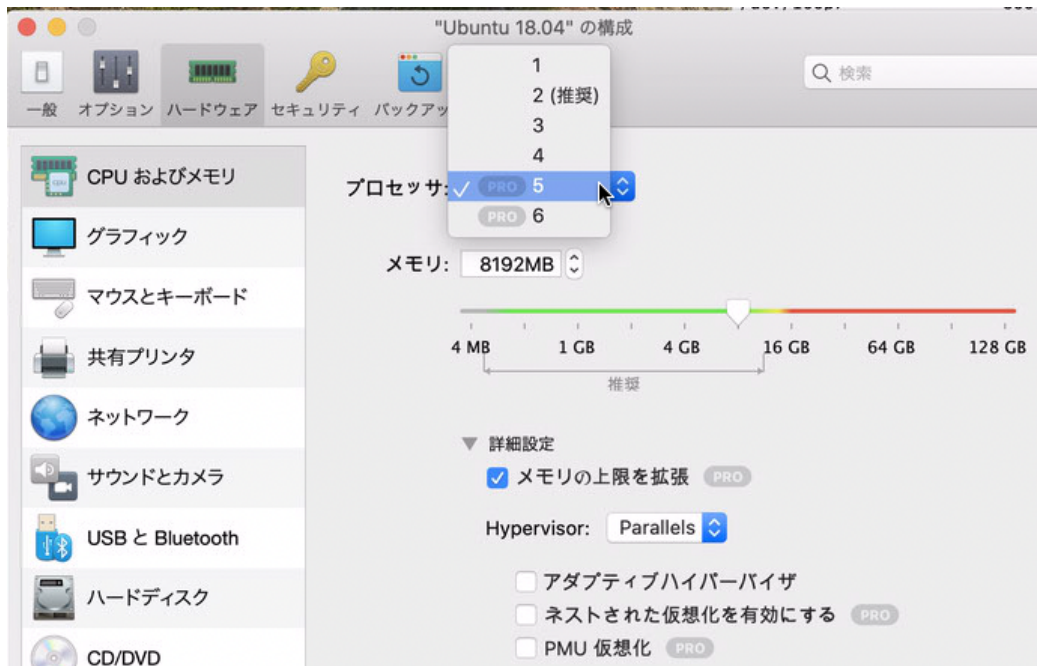 "Ubuntu 18.04" の構成
一般 オプション ハードウェア セキュリティ バックアッ
検索
CPU およびメモリ
グラフィック
マウスとキーボード
共有プリンタ
ネットワーク
サウンドとカメラ
USB と Bluetooth
ハードディスク
CD/DVD
プロセッサ:
1
2 (推奨)
3
4
PRO 5
PRO 6
メモリ: 8192MB
4 MB 1 GB 4 GB 16 GB 64 GB 128 GB
推奨
詳細設定
メモリの上限を拡張 PRO
Hypervisor: Parallels
アダプティブハイパーバイザ
ネストされた仮想化を有効にする PRO
PMU 仮想化 PRO